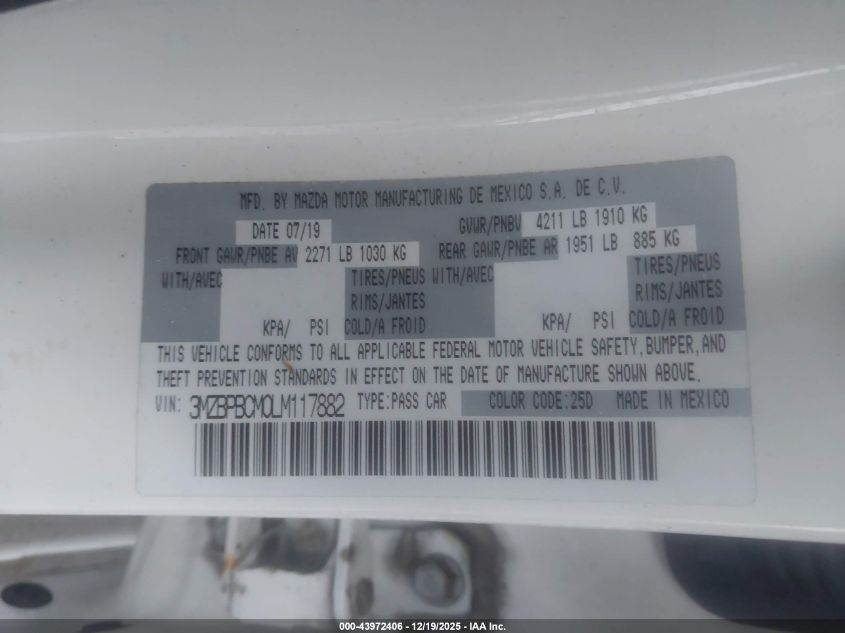 MFD. BY MAZDA MOTOR MANUFACTURING DE MEXICO S.A. DE C.V.
DATE 07/19 GVWR/PNBV 4211 LB 1910 KG
FRONT GAWR/PNBE AV 2271 LB 1030 KG REAR GAWR/PNBE AR 1951 LB 885 KG
WITH/AVEC TIRES/PNEUS WITH/AVEC TIRES/PNEUS
RIMS/JANTES RIMS/JANTES
KPA/ PSI COLD/A FROID KPA/ PSI COLD/A FROID
THIS VEHICLE CONFORMS TO ALL APPLICABLE FEDERAL MOTOR VEHICLE SAFETY, BUMPER, AND
THEFT PREVENTION STANDARDS IN EFFECT ON THE DATE OF MANUFACTURE SHOWN ABOVE.
VIN: 3MZBPBCM0LM117882 TYPE:PASS CAR COLOR CODE:25D MADE IN MEXICO
000-43972406 - 12/19/2025 - IAA Inc.